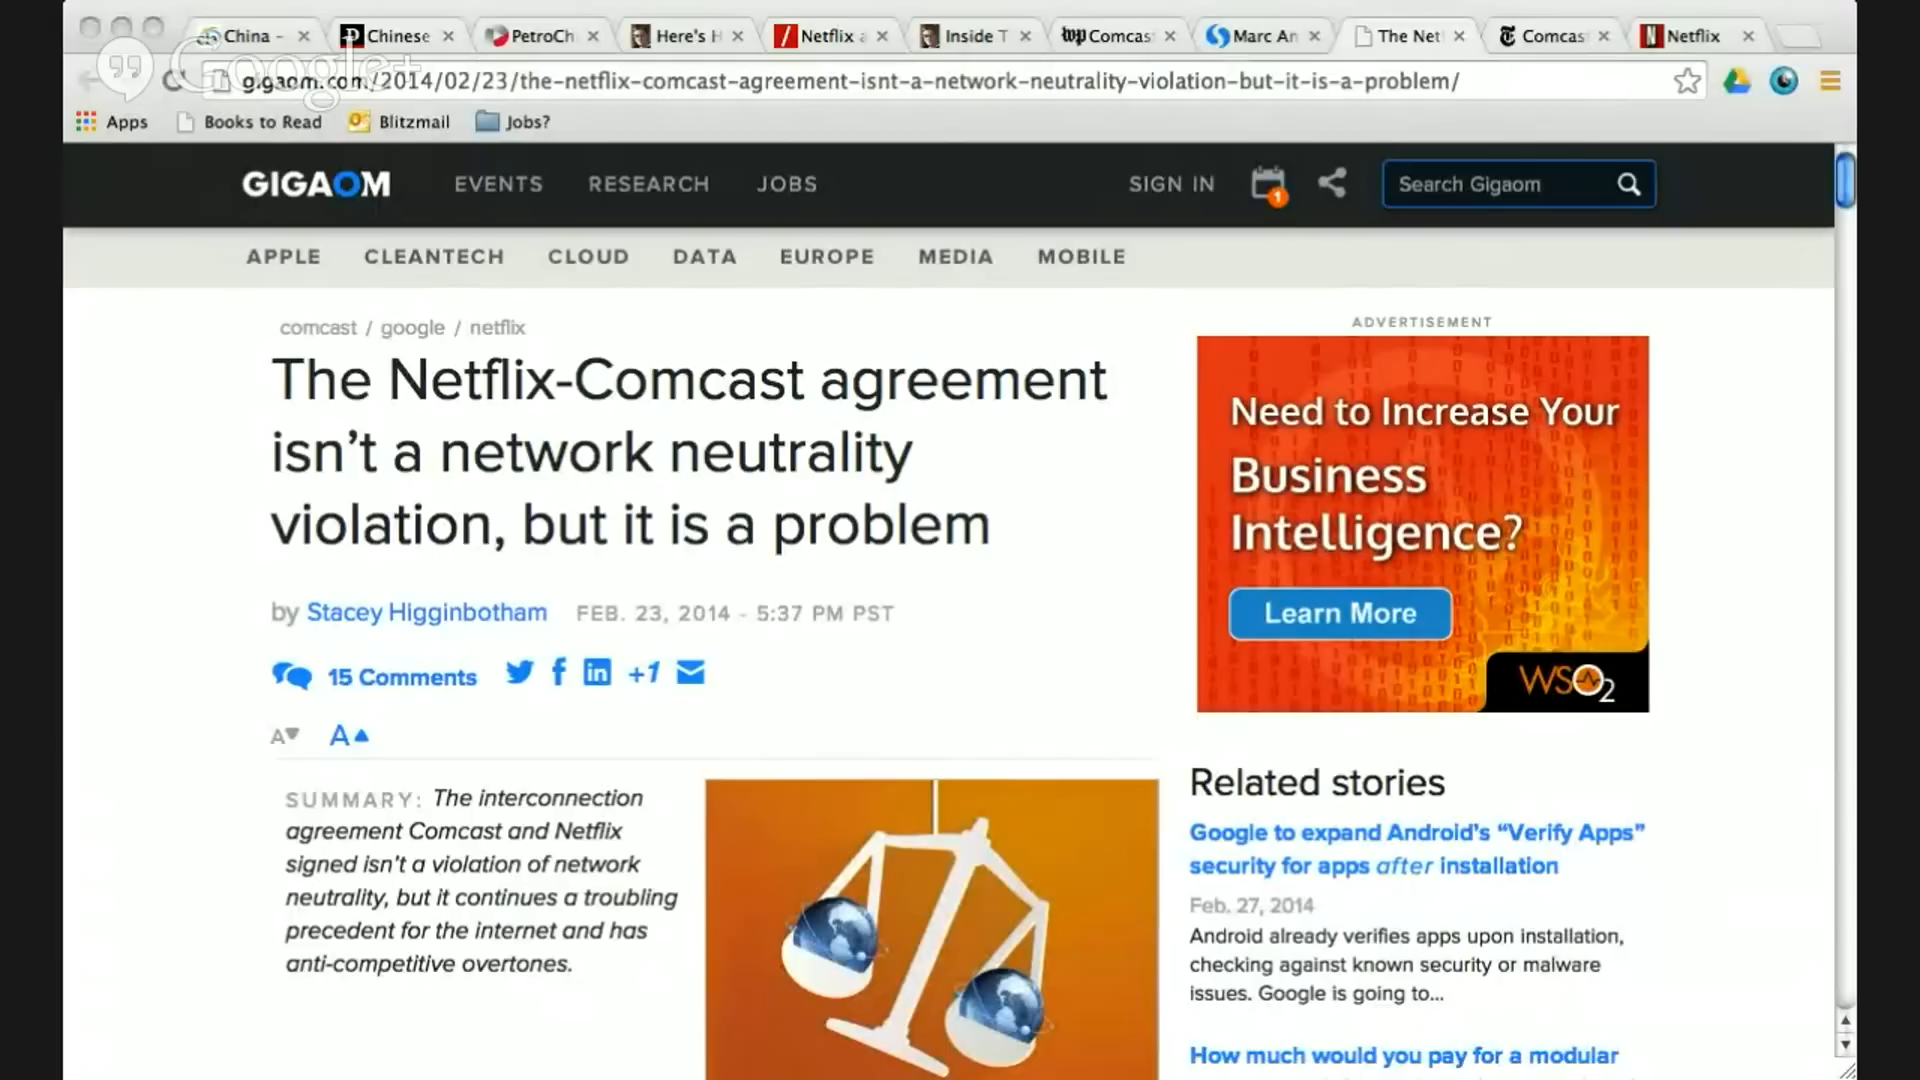 China -
Chinese
PetroCh
Here's H
Netflix a
Inside T
wp Comcas
Marc An
The Net
Comcas
Netflix
Google+
gigaom.com/2014/02/23/the-netflix-comcast-agreement-isnt-a-network-neutrality-violation-but-it-is-a-problem/
Apps Books to Read Blitzmail Jobs?
GIGAOM EVENTS RESEARCH JOBS SIGN IN 1 Search Gigaom
APPLE CLEANTECH CLOUD DATA EUROPE MEDIA MOBILE
comcast / google / netflix
The Netflix-Comcast agreement
isn't a network neutrality
violation, but it is a problem
by Stacey Higginbotham FEB. 23, 2014 - 5:37 PM PST
15 Comments +1
A A
SUMMARY: The interconnection
agreement Comcast and Netflix
signed isn't a violation of network
neutrality, but it continues a troubling
precedent for the internet and has
anti-competitive overtones.
ADVERTISEMENT
Need to Increase Your
Business
Intelligence?
Learn More
WSO2
Related stories
Google to expand Android's “Verify Apps”
security for apps after installation
Feb. 27, 2014
Android already verifies apps upon installation,
checking against known security or malware
issues. Google is going to...
How much would you pay for a modular